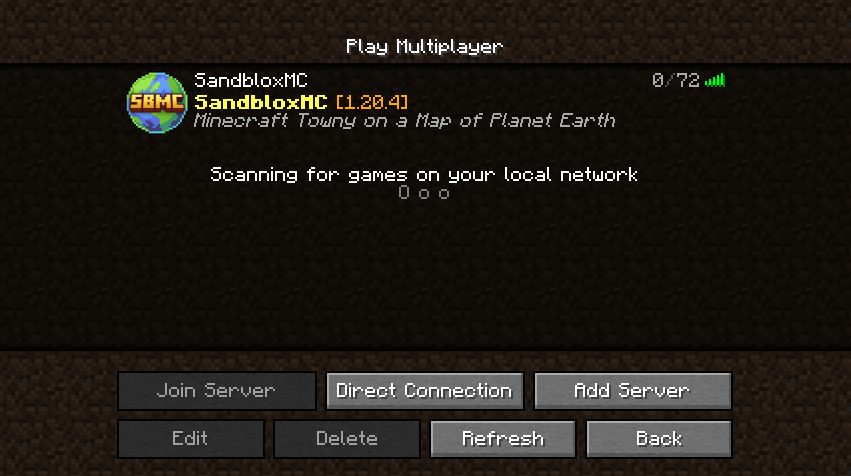 Play Multiplayer
SBMC
SandbloxMC
0/72
SandbloxMC [1.20.4]
Minecraft Towny on a Map of Planet Earth
Scanning for games on your local network
O o o
Join Server
Direct Connection
Add Server
Edit
Delete
Refresh
Back